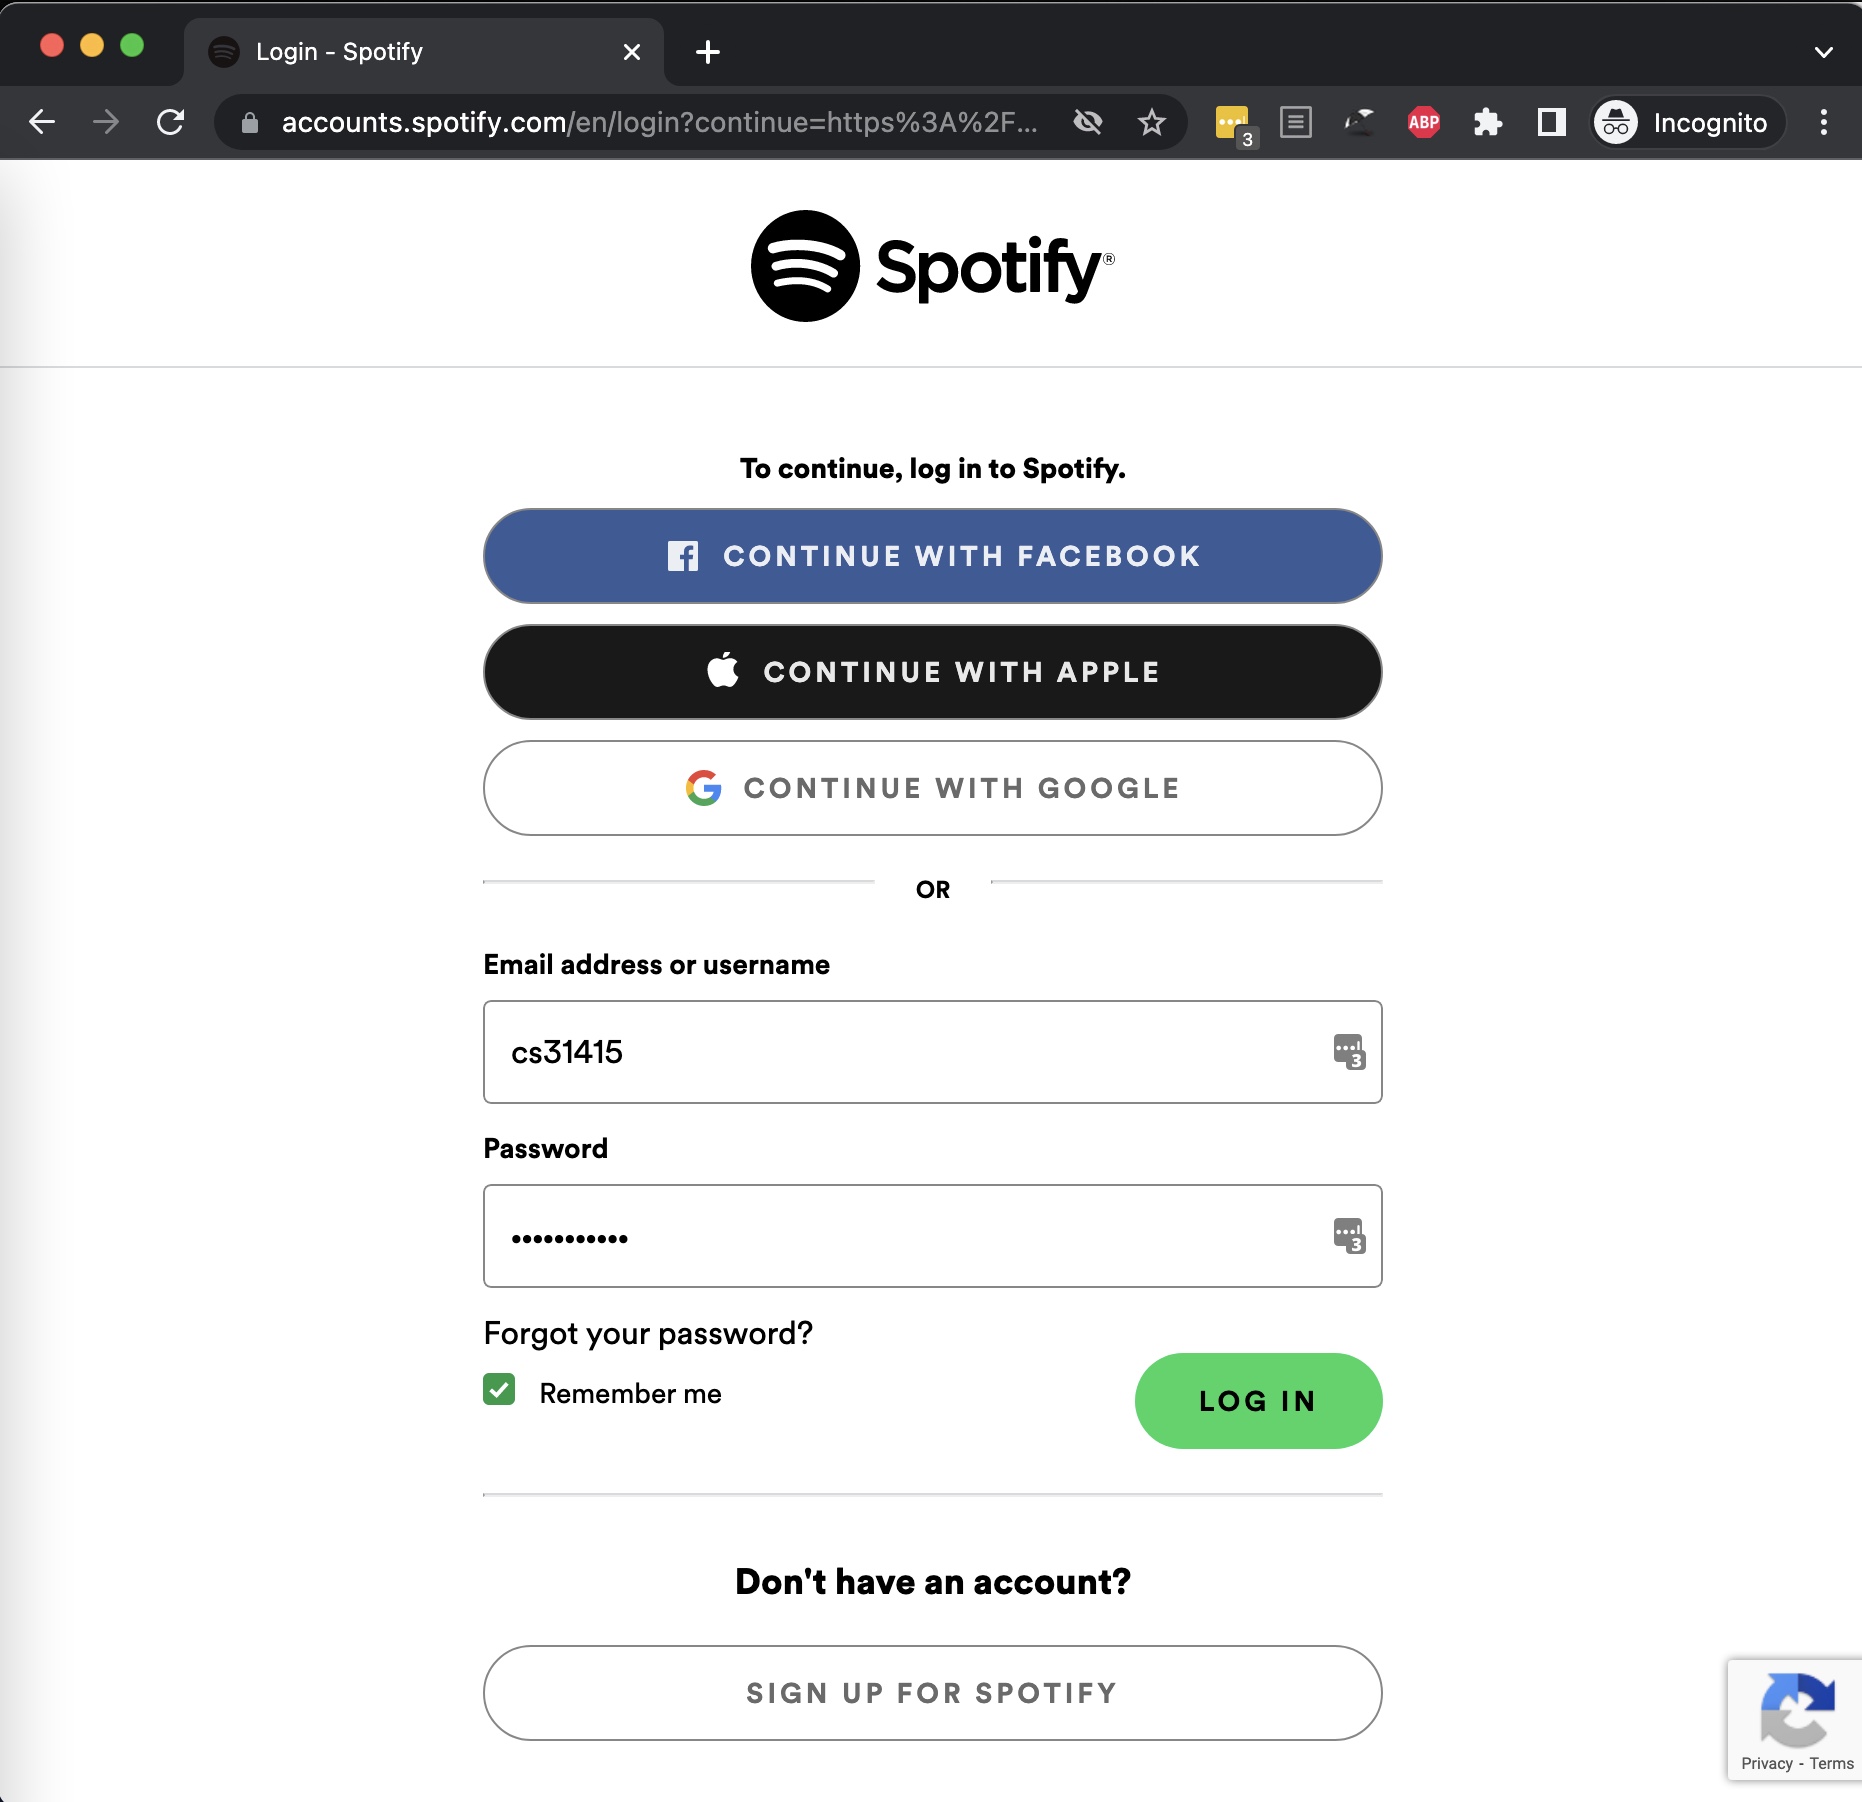 Login - Spotify
accounts.spotify.com/en/login?continue=https%3A%2F...
3
ABP
Incognito
Spotify®
To continue, log in to Spotify.
CONTINUE WITH FACEBOOK
CONTINUE WITH APPLE
CONTINUE WITH GOOGLE
OR
Email address or username
cs31415
3
Password
•••••••••••
3
Forgot your password?
Remember me
LOG IN
Don't have an account?
SIGN UP FOR SPOTIFY
Privacy - Terms